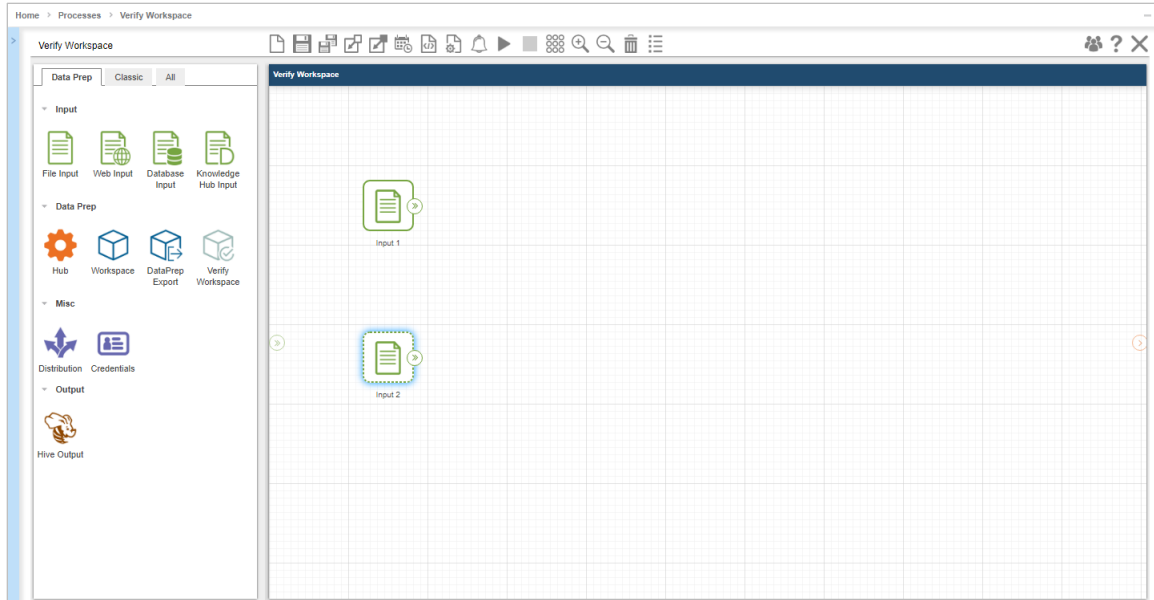 Home > Processes > Verify Workspace
Verify Workspace
Data Prep Classic All
Verify Workspace
Input
File Input Web Input Database Input Knowledge Hub Input
Data Prep
Hub Workspace DataPrep Export Verify Workspace
Misc
Distribution Credentials
Output
Hive Output
Input 1
Input 2